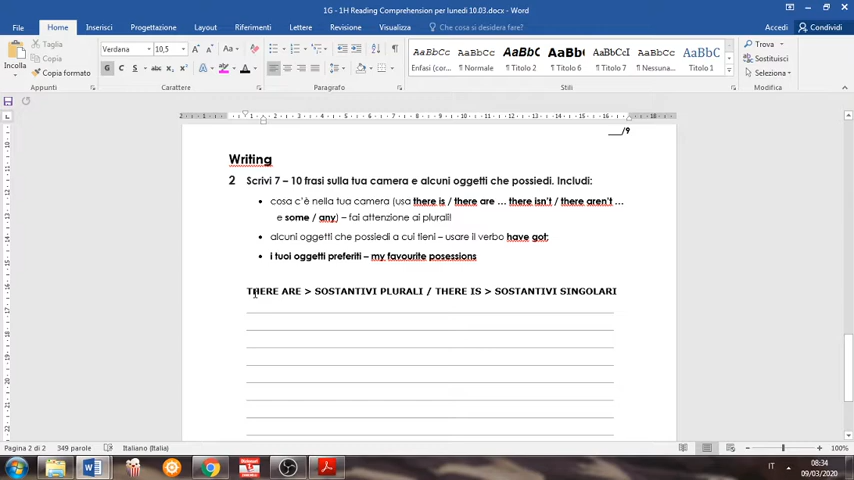 1G - 1H Reading Comprehension per lunedì 10.03.docx - Word
File Home Inserisci Progettazione Layout Riferimenti Lettere Revisione Visualizza Che cosa si desidera fare? Accedi Condividi
Incolla Taglia Copia Copia formato
Verdana 10,5
G C S
AaBbCc AaBbCc AaBbC AaBb AaBbCcI AaBbCc AaBbC
Enfasi (cor... ¶ Normale ¶ Titolo 2 ¶ Titolo 6 ¶ Titolo 7 ¶ Nessuna... Titolo 1
Trova Sostituisci Seleziona
Appunti Carattere Paragrafo Stili Modifica
___/9
Writing
2 Scrivi 7 – 10 frasi sulla tua camera e alcuni oggetti che possiedi. Includi:
• cosa c'è nella tua camera (usa there is / there are ... there isn't / there aren't ...
e some / any) – fai attenzione ai plurali!
• alcuni oggetti che possiedi a cui tieni – usare il verbo have got;
• i tuoi oggetti preferiti – my favourite posessions
THERE ARE > SOSTANTIVI PLURALI / THERE IS > SOSTANTIVI SINGOLARI
Pagina 2 di 2 349 parole Italiano (Italia) 100%
IT 08:34
09/03/2020